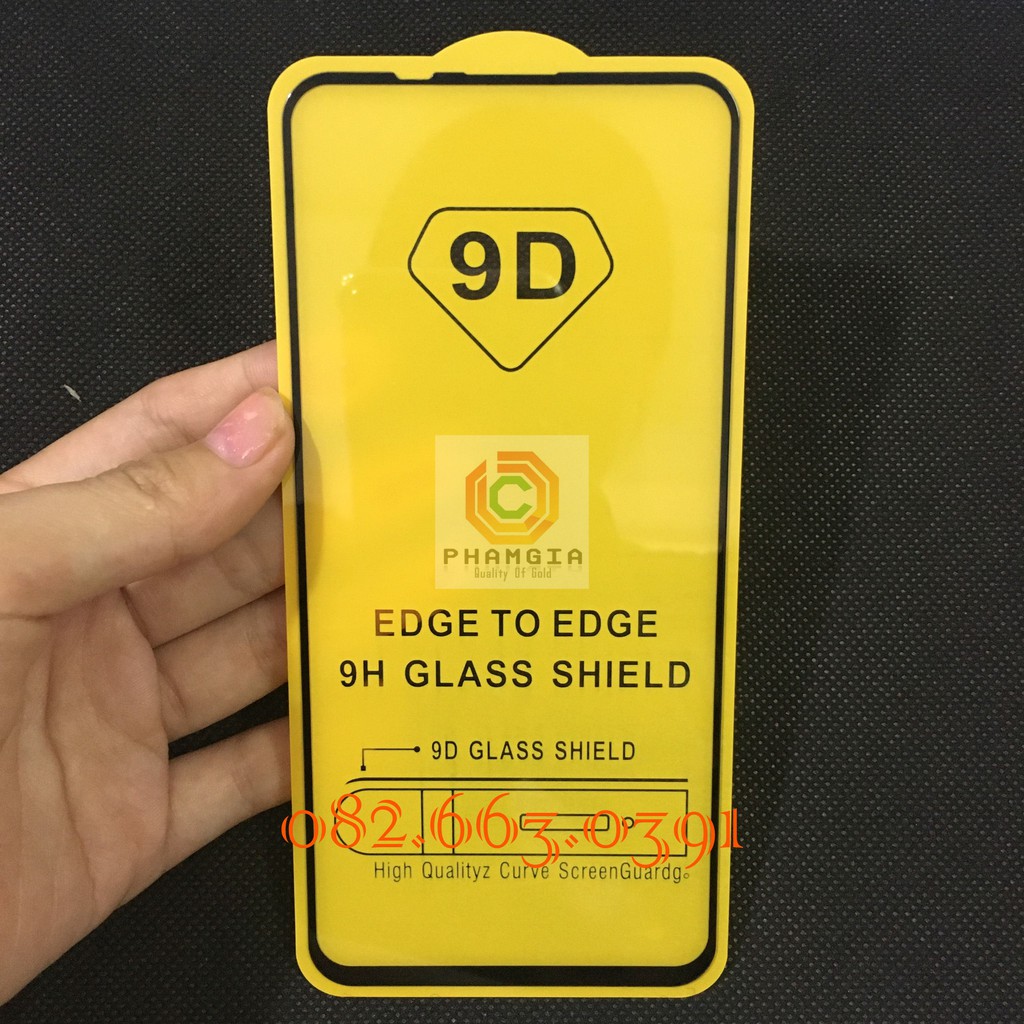 9D
PHAMGIA
Quality Of Gold
EDGE TO EDGE
9H GLASS SHIELD
9D GLASS SHIELD
082.663.0391
High Qualityz Curve ScreenGuardg